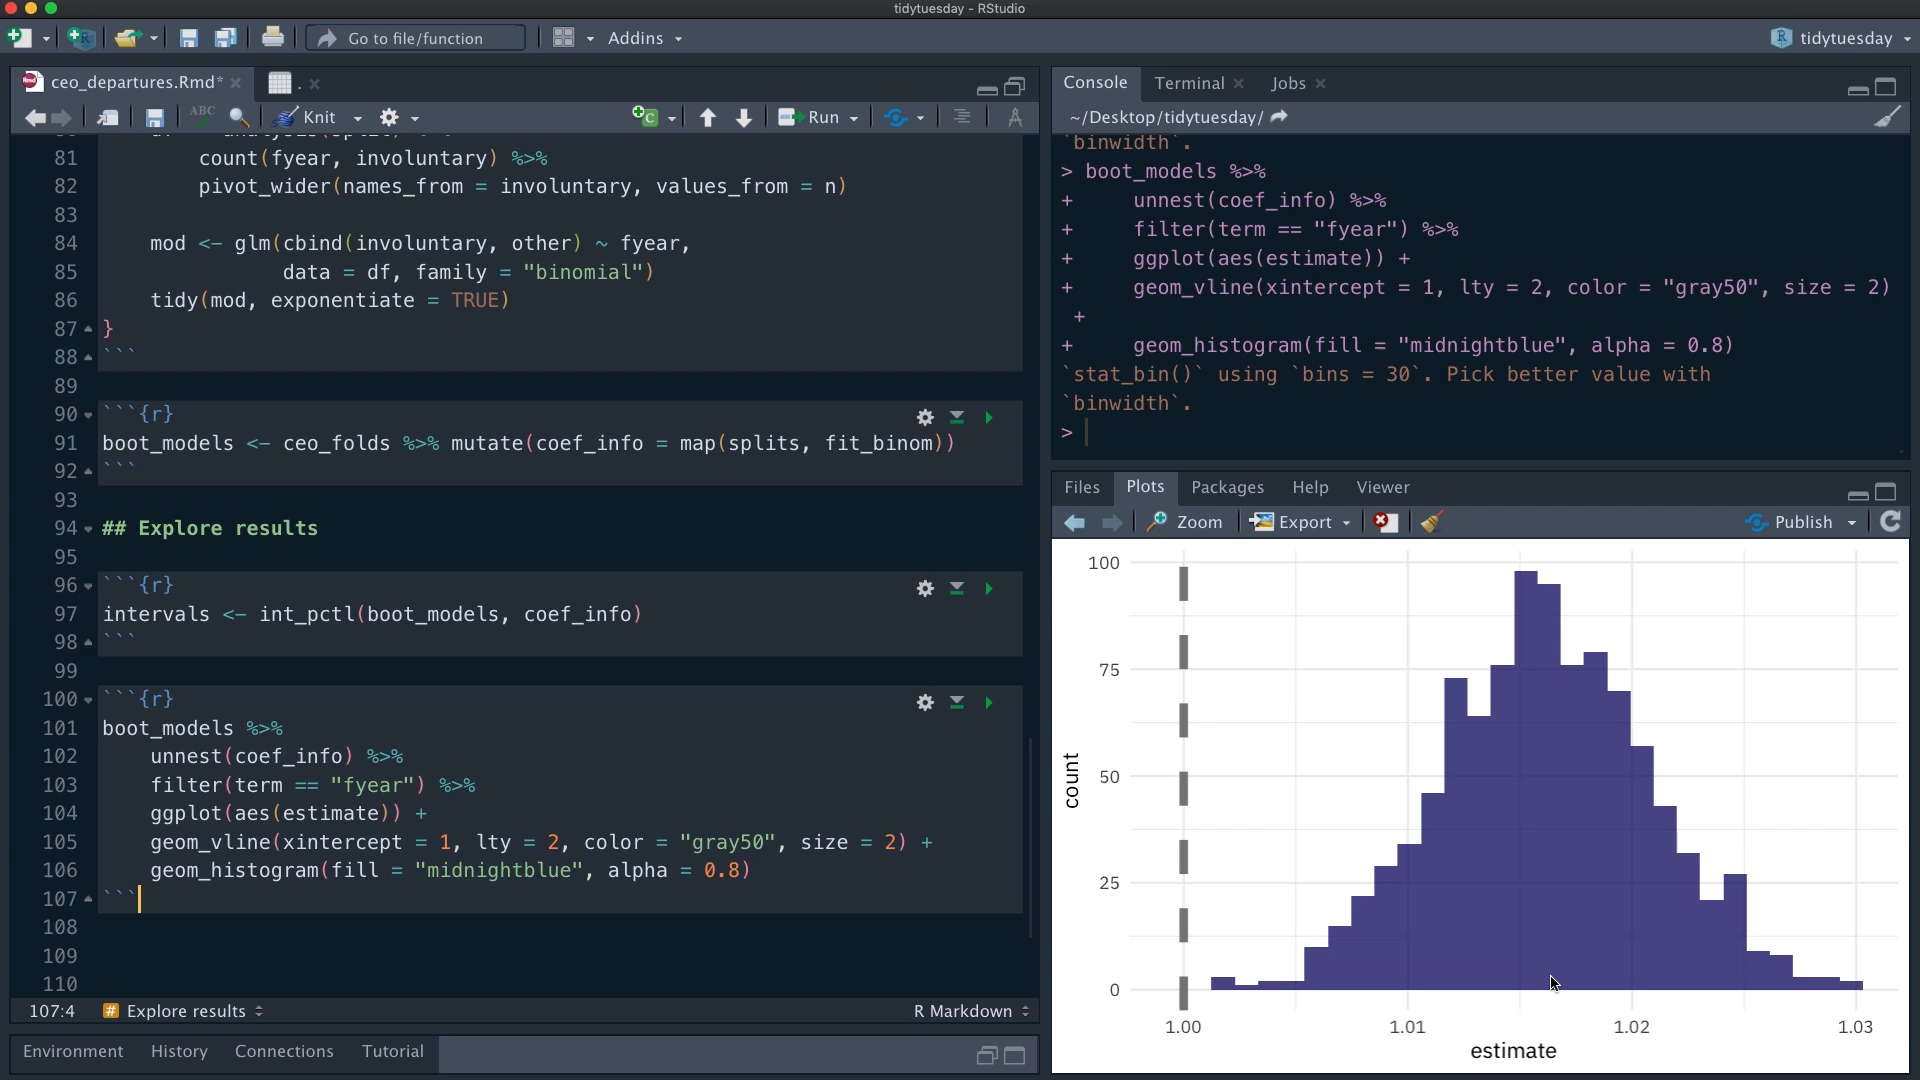 tidytuesday - RStudio
Go to file/function
Addins
tidytuesday
ceo_departures.Rmd*
.
ABC
Knit
Run
81 count(fyear, involuntary) %>%
82 pivot_wider(names_from = involuntary, values_from = n)
83
84 mod <- glm(cbind(involuntary, other) ~ fyear,
85 data = df, family = "binomial")
86 tidy(mod, exponentiate = TRUE)
87 }
88 ```
89
90 ```{r}
91 boot_models <- ceo_folds %>% mutate(coef_info = map(splits, fit_binom))
92 ```
93
94 ## Explore results
95
96 ```{r}
97 intervals <- int_pctl(boot_models, coef_info)
98 ```
99
100 ```{r}
101 boot_models %>%
102 unnest(coef_info) %>%
103 filter(term == "fyear") %>%
104 ggplot(aes(estimate)) +
105 geom_vline(xintercept = 1, lty = 2, color = "gray50", size = 2) +
106 geom_histogram(fill = "midnightblue", alpha = 0.8)
107 ```
108
109
110
107:4 # Explore results
R Markdown
Environment History Connections Tutorial
Console Terminal Jobs
~/Desktop/tidytuesday/
`binwidth`.
> boot_models %>%
+ unnest(coef_info) %>%
+ filter(term == "fyear") %>%
+ ggplot(aes(estimate)) +
+ geom_vline(xintercept = 1, lty = 2, color = "gray50", size = 2)
+
+ geom_histogram(fill = "midnightblue", alpha = 0.8)
`stat_bin()` using `bins = 30`. Pick better value with
`binwidth`.
>
Files Plots Packages Help Viewer
Zoom Export Publish
100
75
50
25
0
count
1.00 1.01 1.02 1.03
estimate